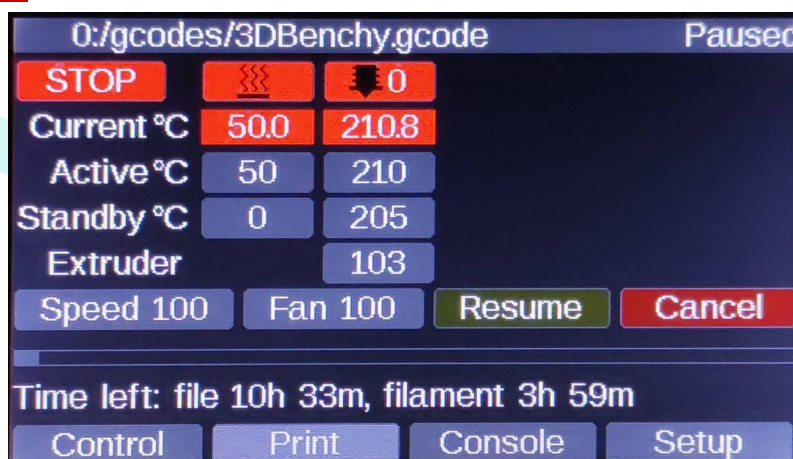 0:/gcodes/3DBenchy.gcode Paused
STOP 0
Current °C 50.0 210.8
Active °C 50 210
Standby °C 0 205
Extruder 103
Speed 100 Fan 100 Resume Cancel
Time left: file 10h 33m, filament 3h 59m
Control Print Console Setup